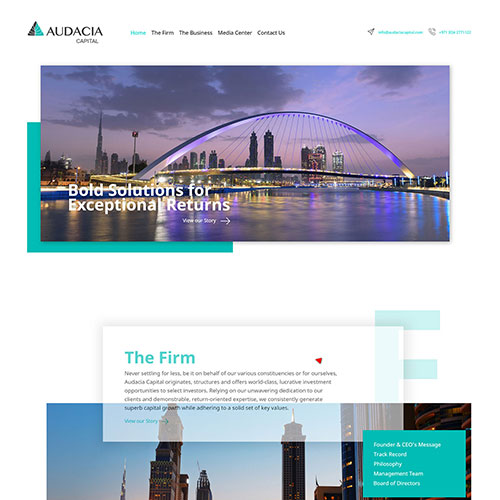 AUDACIA
CAPITAL
Home The Firm The Business Media Center Contact Us
info@audaciacapital.com
Bold Solutions for
Exceptional Returns
View our Story
The Firm
Never settling for less, be it on behalf of our various constituencies or for ourselves,
Audacia Capital originates, structures and offers world-class, lucrative investment
opportunities to select investors. Relying on our unwavering dedication to our
clients and demonstrable, return-oriented expertise, we consistently generate
superb capital growth while adhering to a solid set of key values.
View our Story
Founder & CEO's Message
Track Record
Philosophy
Management Team
Board of Directors